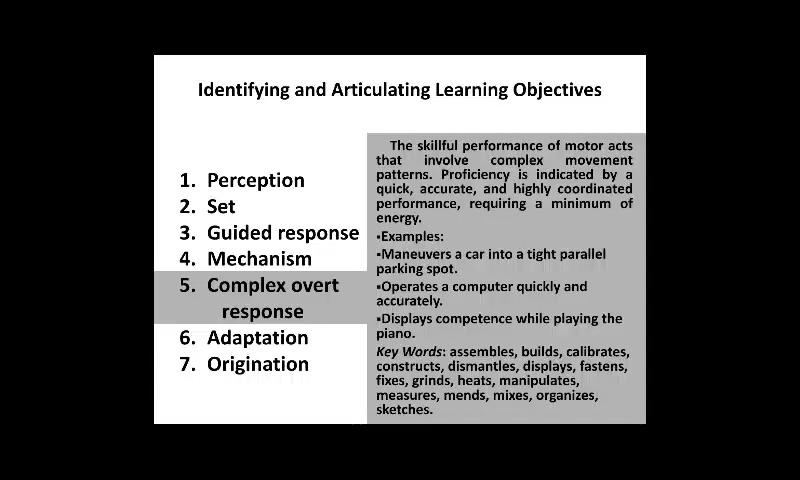 Identifying and Articulating Learning Objectives
1. Perception
2. Set
3. Guided response
4. Mechanism
5. Complex overt
response
6. Adaptation
7. Origination
The skillful performance of motor acts
that involve complex movement
patterns. Proficiency is indicated by a
quick, accurate, and highly coordinated
performance, requiring a minimum of
energy.
▪Examples:
▪Maneuvers a car into a tight parallel
parking spot.
▪Operates a computer quickly and
accurately.
▪Displays competence while playing the
piano.
Key Words: assembles, builds, calibrates,
constructs, dismantles, displays, fastens,
fixes, grinds, heats, manipulates,
measures, mends, mixes, organizes,
sketches.